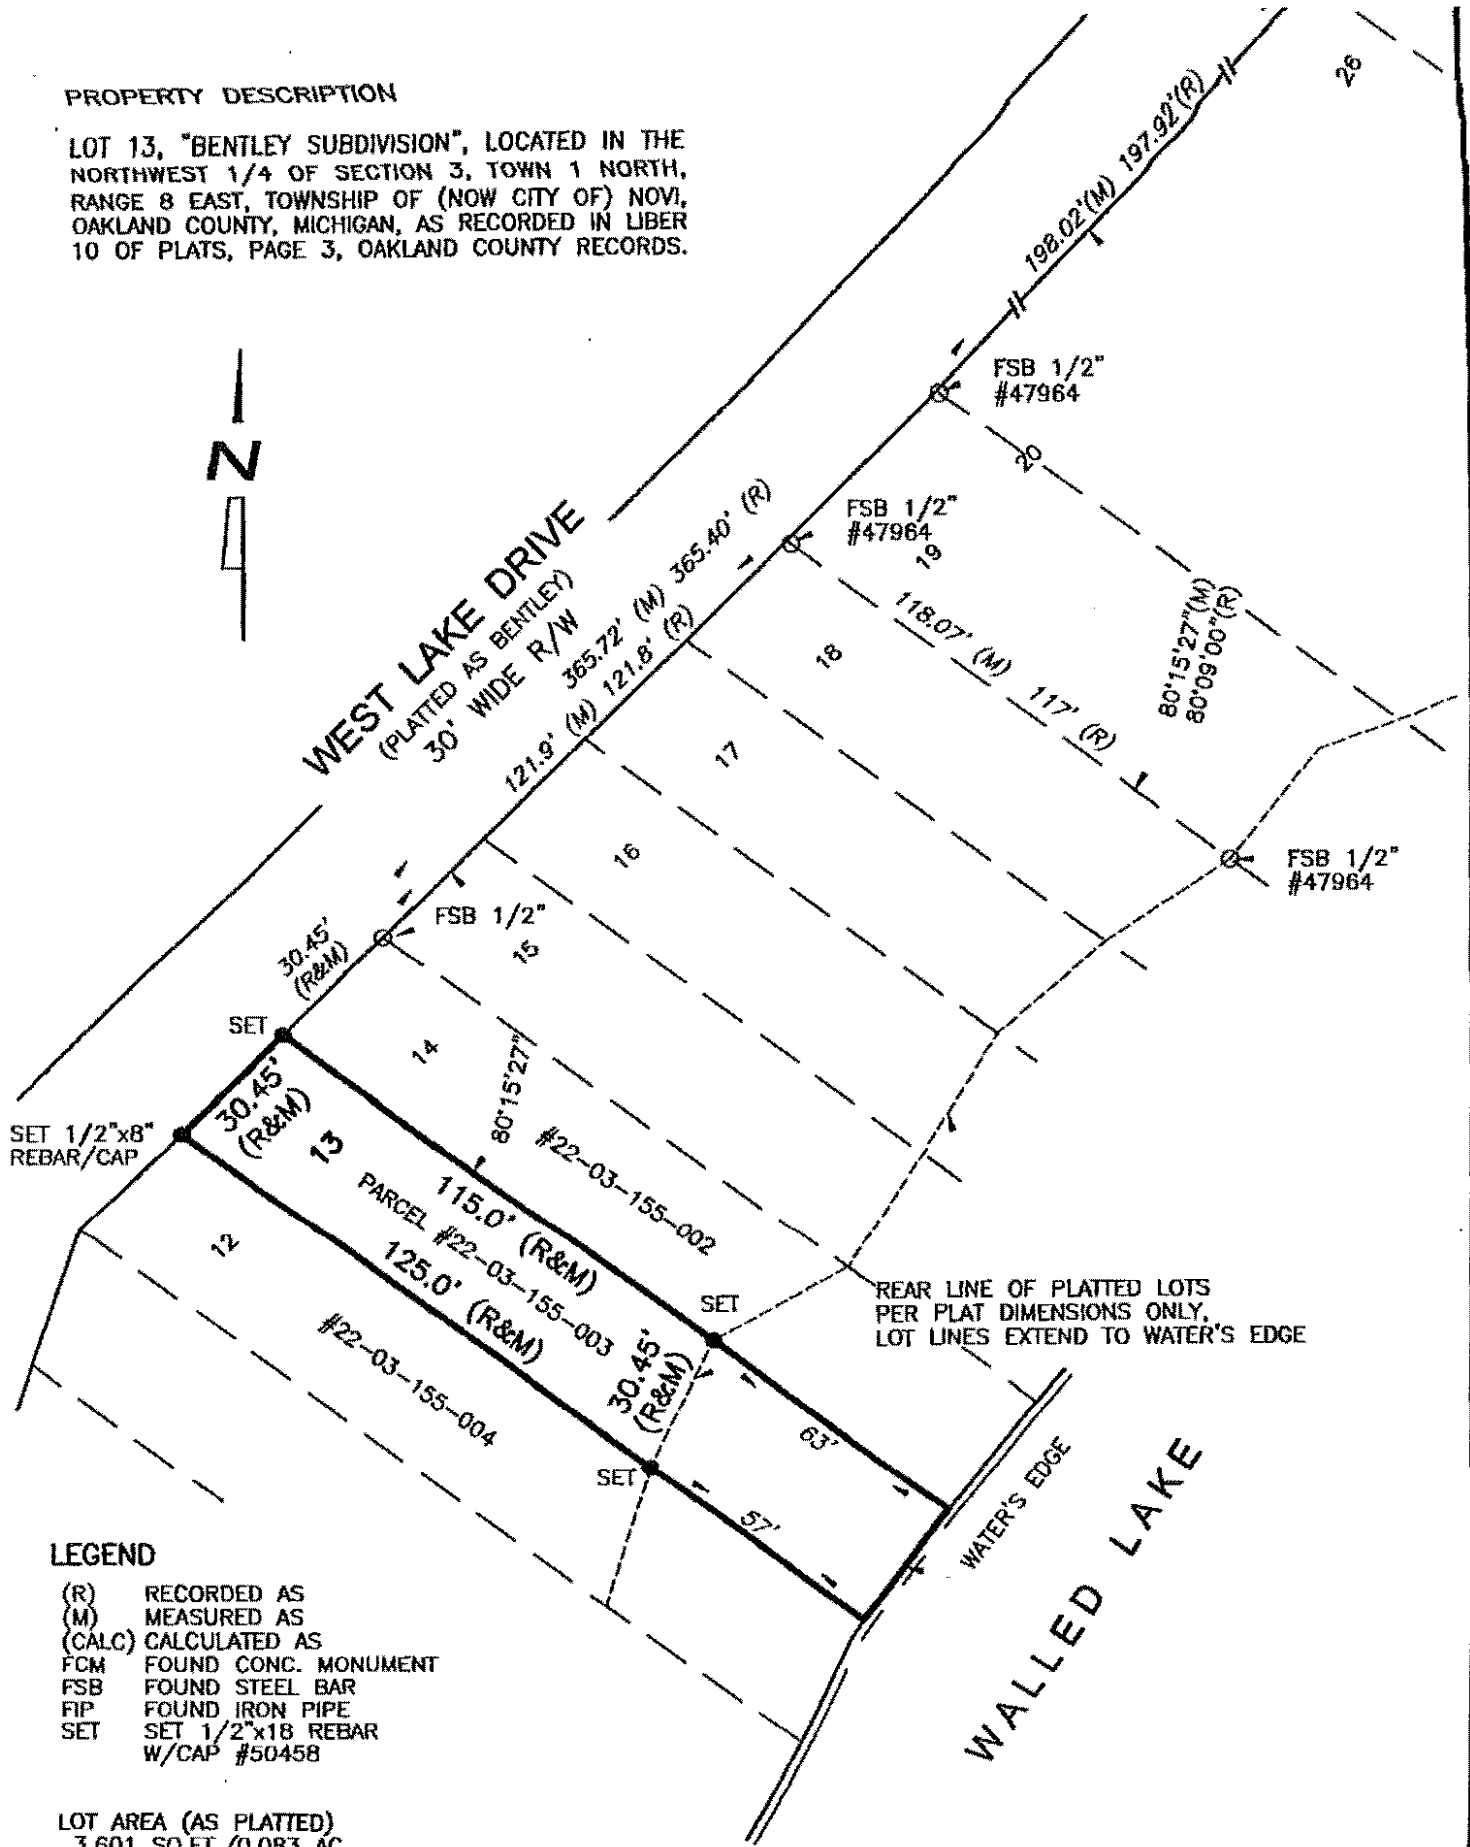 PROPERTY DESCRIPTION
LOT 13, "BENTLEY SUBDIVISION", LOCATED IN THE
NORTHWEST 1/4 OF SECTION 3, TOWN 1 NORTH,
RANGE 8 EAST, TOWNSHIP OF (NOW CITY OF) NOVI,
OAKLAND COUNTY, MICHIGAN, AS RECORDED IN LIBER
10 OF PLATS, PAGE 3, OAKLAND COUNTY RECORDS.
26
198.02'(M) 197.92'(R)
N
FSB 1/2"
#47964
20
FSB 1/2"
#47964
19
WEST LAKE DRIVE
(PLATTED AS BENTLEY)
30' WIDE R/W
365.72' (M) 365.40' (R)
121.9' (M) 121.8' (R)
118.07' (M) 117' (R)
80°15'27"(M)
80°09'00"(R)
18
17
16
FSB 1/2"
#47964
FSB 1/2"
15
30.45'
(R&M)
SET
14
80°15'27"
SET 1/2"x8"
REBAR/CAP
30.45'
(R&M)
13
#22-03-155-002
115.0' (R&M)
PARCEL #22-03-155-003
125.0' (R&M)
12
#22-03-155-004
SET
30.45'
(R&M)
REAR LINE OF PLATTED LOTS
PER PLAT DIMENSIONS ONLY,
LOT LINES EXTEND TO WATER'S EDGE
63'
SET
57'
WATER'S EDGE
WALLED LAKE
LEGEND
(R) RECORDED AS
(M) MEASURED AS
(CALC) CALCULATED AS
FCM FOUND CONC. MONUMENT
FSB FOUND STEEL BAR
FIP FOUND IRON PIPE
SET SET 1/2"x18 REBAR
W/CAP #50458
LOT AREA (AS PLATTED)
3,601 SQ.FT./0.083 AC